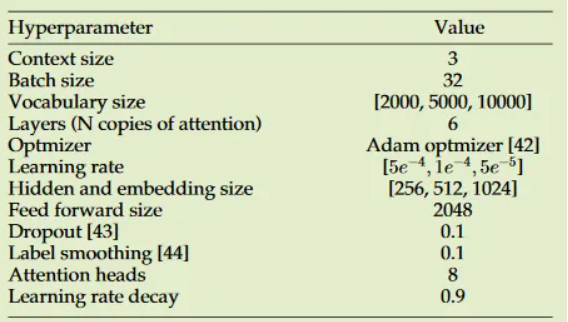 Hyperparameter Value
Context size 3
Batch size 32
Vocabulary size [2000, 5000, 10000]
Layers (N copies of attention) 6
Optmizer Adam optmizer [42]
Learning rate [5e⁻⁴, 1e⁻⁴, 5e⁻⁵]
Hidden and embedding size [256, 512, 1024]
Feed forward size 2048
Dropout [43] 0.1
Label smoothing [44] 0.1
Attention heads 8
Learning rate decay 0.9